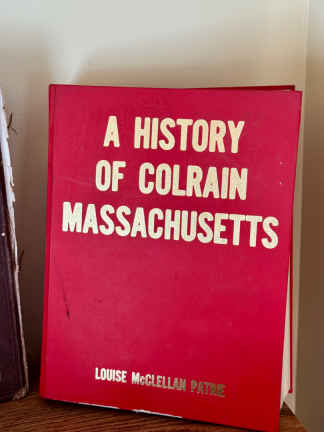 A HISTORY
OF COLRAIN
MASSACHUSETTS
LOUISE McCLELLAN PATRIE